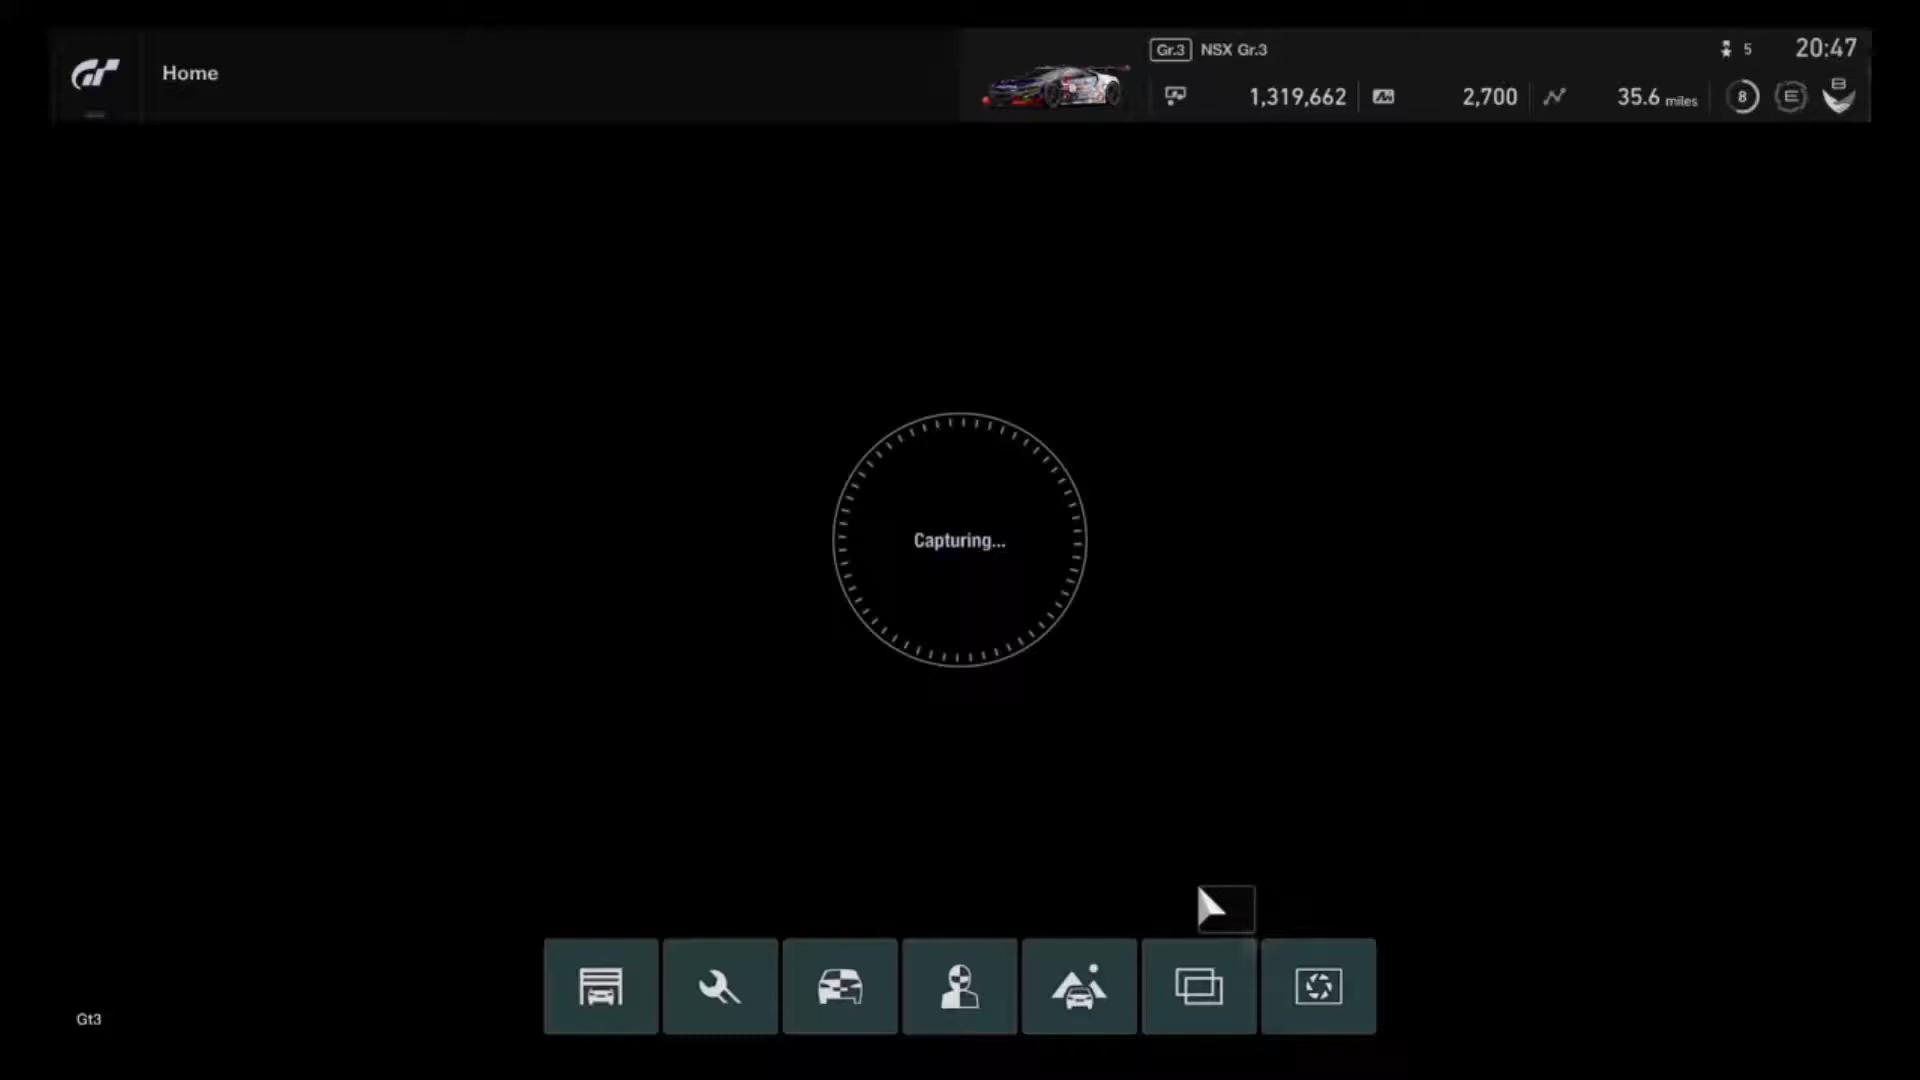 Home
Gr.3 NSX Gr.3
5 20:47
1,319,662 2,700 35.6 miles 8 E B
Capturing...
Gt3